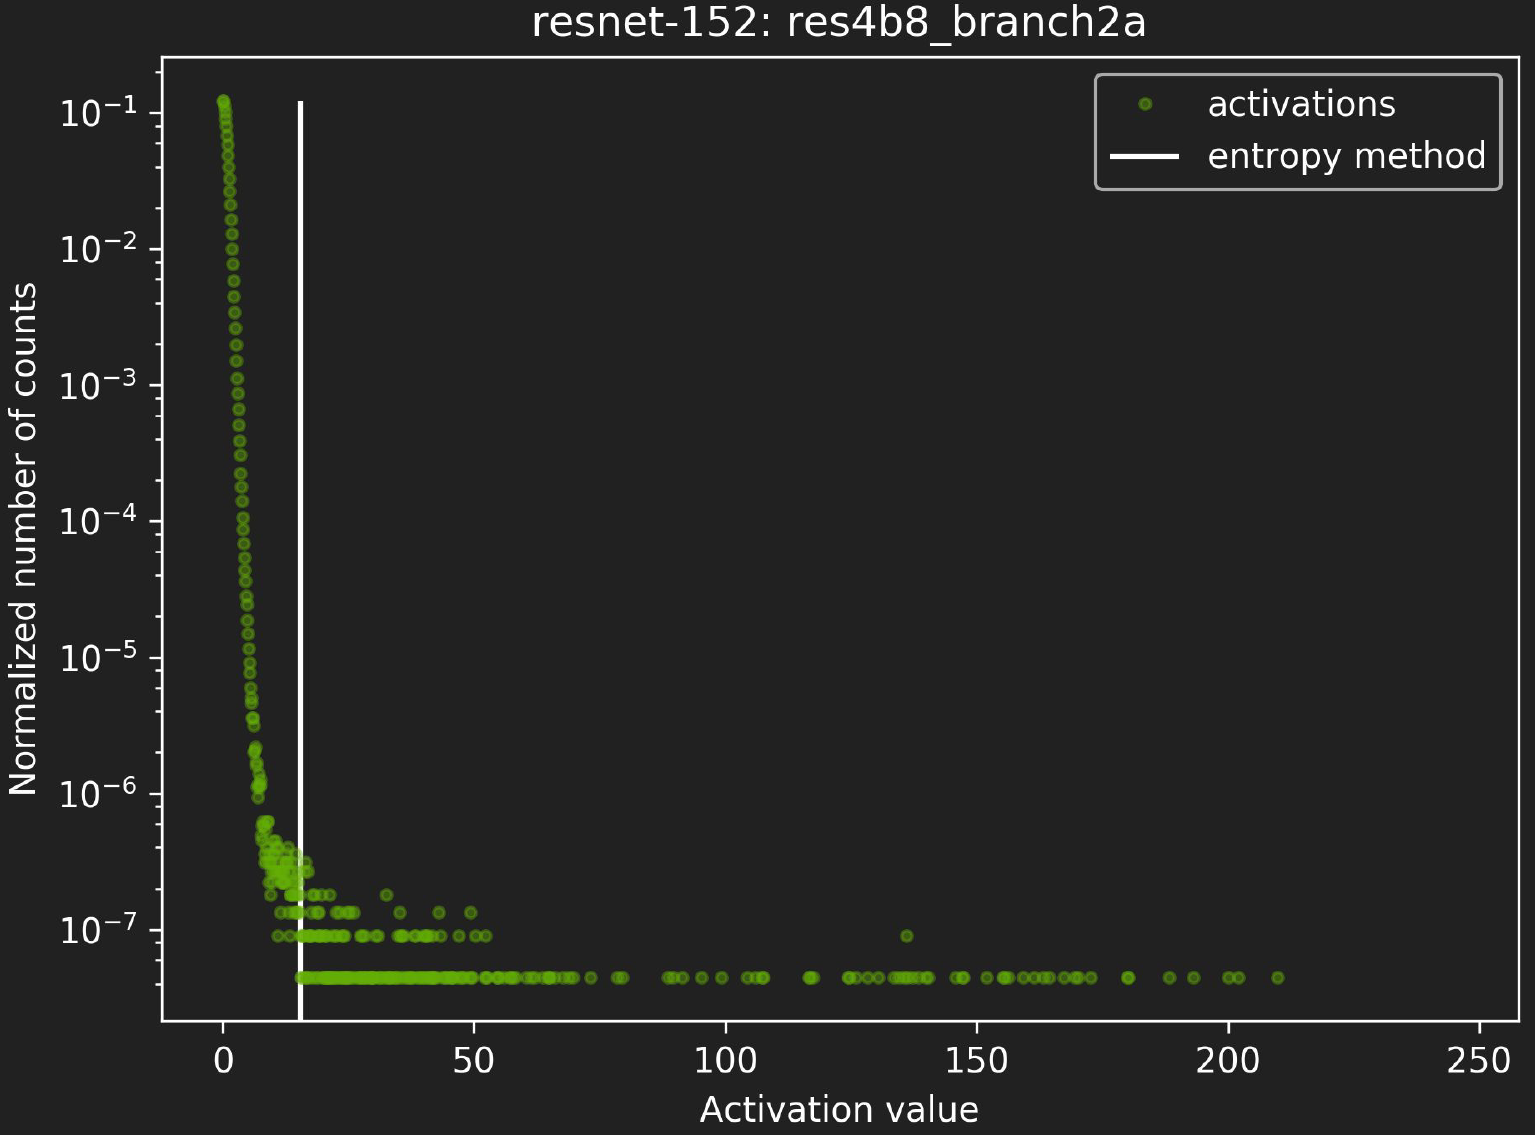 resnet-152: res4b8_branch2a
activations
entropy method
Normalized number of counts
10⁻¹
10⁻²
10⁻³
10⁻⁴
10⁻⁵
10⁻⁶
10⁻⁷
0 50 100 150 200 250
Activation value